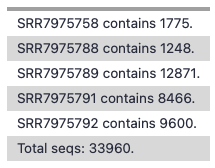 SRR7975758 contains 1775.
SRR7975788 contains 1248.
SRR7975789 contains 12871.
SRR7975791 contains 8466.
SRR7975792 contains 9600.
Total seqs: 33960.